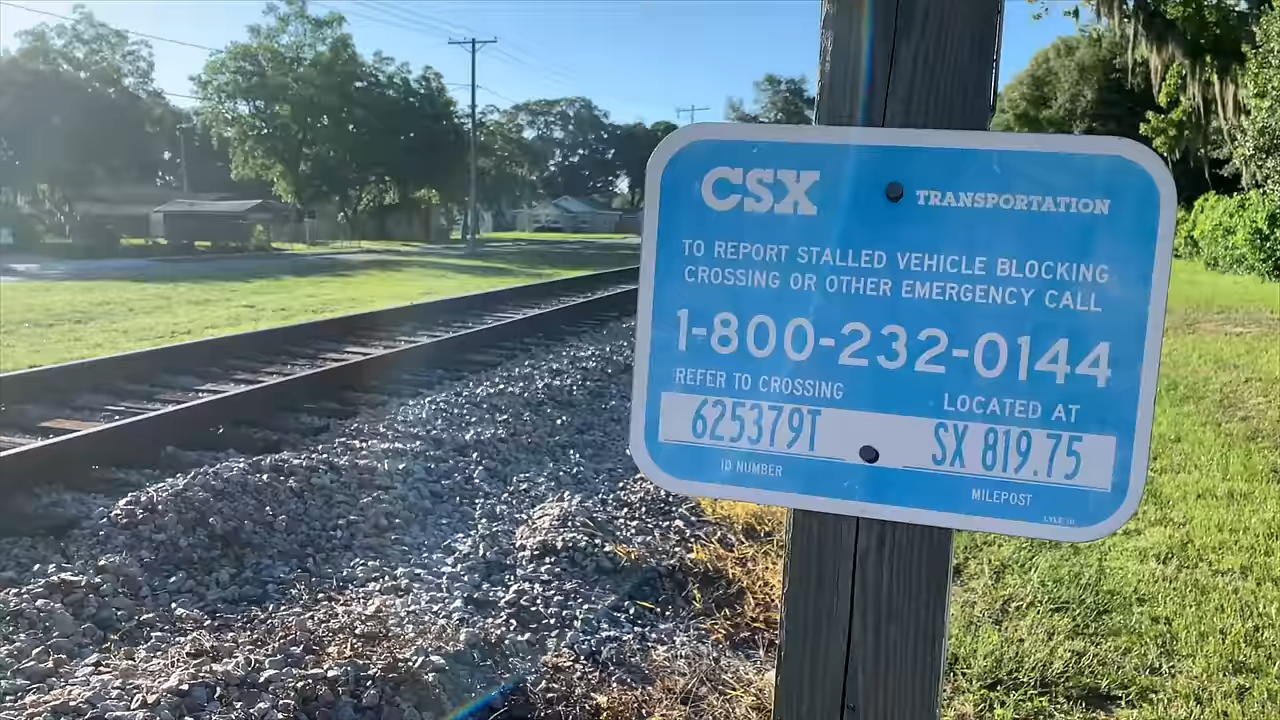 CSX TRANSPORTATION
TO REPORT STALLED VEHICLE BLOCKING
CROSSING OR OTHER EMERGENCY CALL
1-800-232-0144
REFER TO CROSSING LOCATED AT
625379T SX 819.75
ID NUMBER MILEPOST